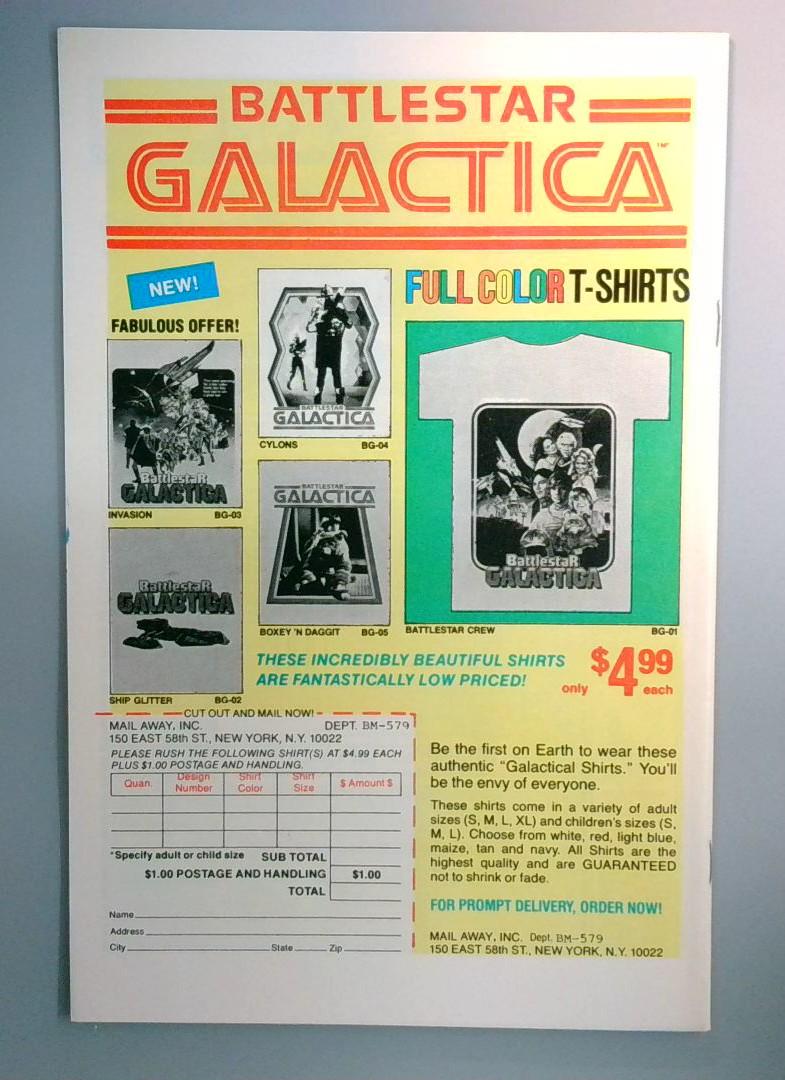 BATTLESTAR
GALACTICA™
NEW!
FABULOUS OFFER!
FULL COLOR T-SHIRTS
Battlestar
GALACTICA
INVASION BG-03
BATTLESTAR
GALACTICA
CYLONS BG-04
BATTLESTAR
GALACTICA
BOXEY 'N DAGGIT BG-05
Battlestar
GALACTICA
SHIP GLITTER BG-02
Battlestar
GALACTICA
BATTLESTAR CREW BG-01
THESE INCREDIBLY BEAUTIFUL SHIRTS
ARE FANTASTICALLY LOW PRICED!
only $4.99 each
CUT OUT AND MAIL NOW!
MAIL AWAY, INC. DEPT. BM-579
150 EAST 58th ST., NEW YORK, N.Y. 10022
PLEASE RUSH THE FOLLOWING SHIRT(S) AT $4.99 EACH
PLUS $1.00 POSTAGE AND HANDLING.
Quan. Design Number Shirt Color Shirt Size $ Amount $
*Specify adult or child size SUB TOTAL
$1.00 POSTAGE AND HANDLING $1.00
TOTAL
Name
Address
City State Zip
Be the first on Earth to wear these
authentic "Galactical Shirts." You'll
be the envy of everyone.
These shirts come in a variety of adult
sizes (S, M, L, XL) and children's sizes (S,
M, L). Choose from white, red, light blue,
maize, tan and navy. All Shirts are the
highest quality and are GUARANTEED
not to shrink or fade.
FOR PROMPT DELIVERY, ORDER NOW!
MAIL AWAY, INC. Dept. BM-579
150 EAST 58th ST., NEW YORK, N.Y. 10022